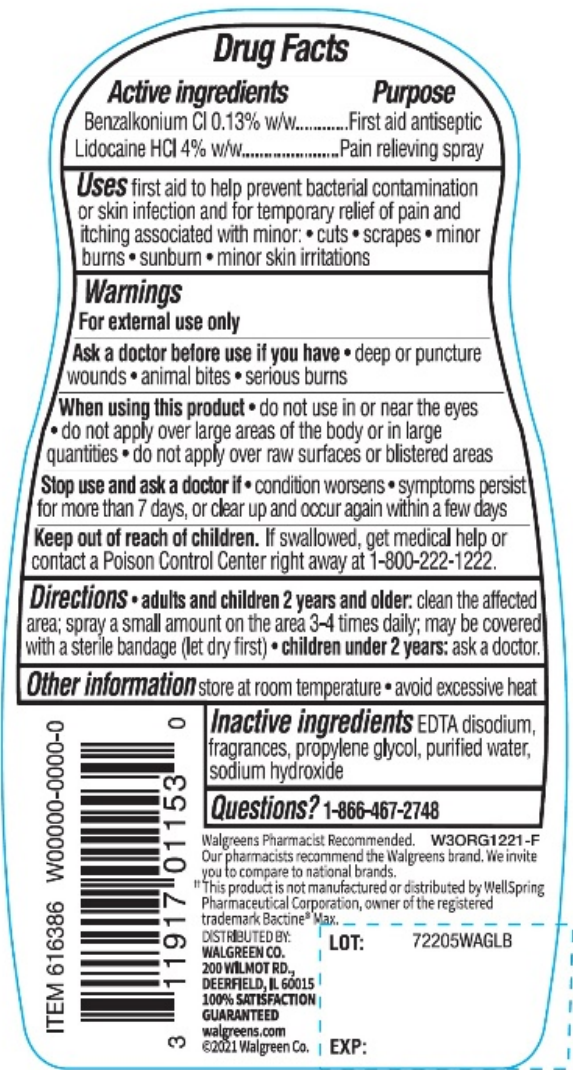 Drug Facts
Active ingredients Purpose
Benzalkonium Cl 0.13% w/w............First aid antiseptic
Lidocaine HCl 4% w/w.......................Pain relieving spray
Uses first aid to help prevent bacterial contamination
or skin infection and for temporary relief of pain and
itching associated with minor: • cuts • scrapes • minor
burns • sunburn • minor skin irritations
Warnings
For external use only
Ask a doctor before use if you have • deep or puncture
wounds • animal bites • serious burns
When using this product • do not use in or near the eyes
• do not apply over large areas of the body or in large
quantities • do not apply over raw surfaces or blistered areas
Stop use and ask a doctor if • condition worsens • symptoms persist
for more than 7 days, or clear up and occur again within a few days
Keep out of reach of children. If swallowed, get medical help or
contact a Poison Control Center right away at 1-800-222-1222.
Directions • adults and children 2 years and older: clean the affected
area; spray a small amount on the area 3-4 times daily; may be covered
with a sterile bandage (let dry first) • children under 2 years: ask a doctor.
Other information store at room temperature • avoid excessive heat
Inactive ingredients EDTA disodium,
fragrances, propylene glycol, purified water,
sodium hydroxide
Questions? 1-866-467-2748
ITEM 616386 W00000-0000-0
3 11917 01153 0
Walgreens Pharmacist Recommended. W3ORG1221-F
Our pharmacists recommend the Walgreens brand. We invite
you to compare to national brands.
††This product is not manufactured or distributed by WellSpring
Pharmaceutical Corporation, owner of the registered
trademark Bactine® Max.
DISTRIBUTED BY:
WALGREEN CO.
200 WILMOT RD.,
DEERFIELD, IL 60015
100% SATISFACTION
GUARANTEED
walgreens.com
©2021 Walgreen Co.
LOT: 72205WAGLB
EXP: